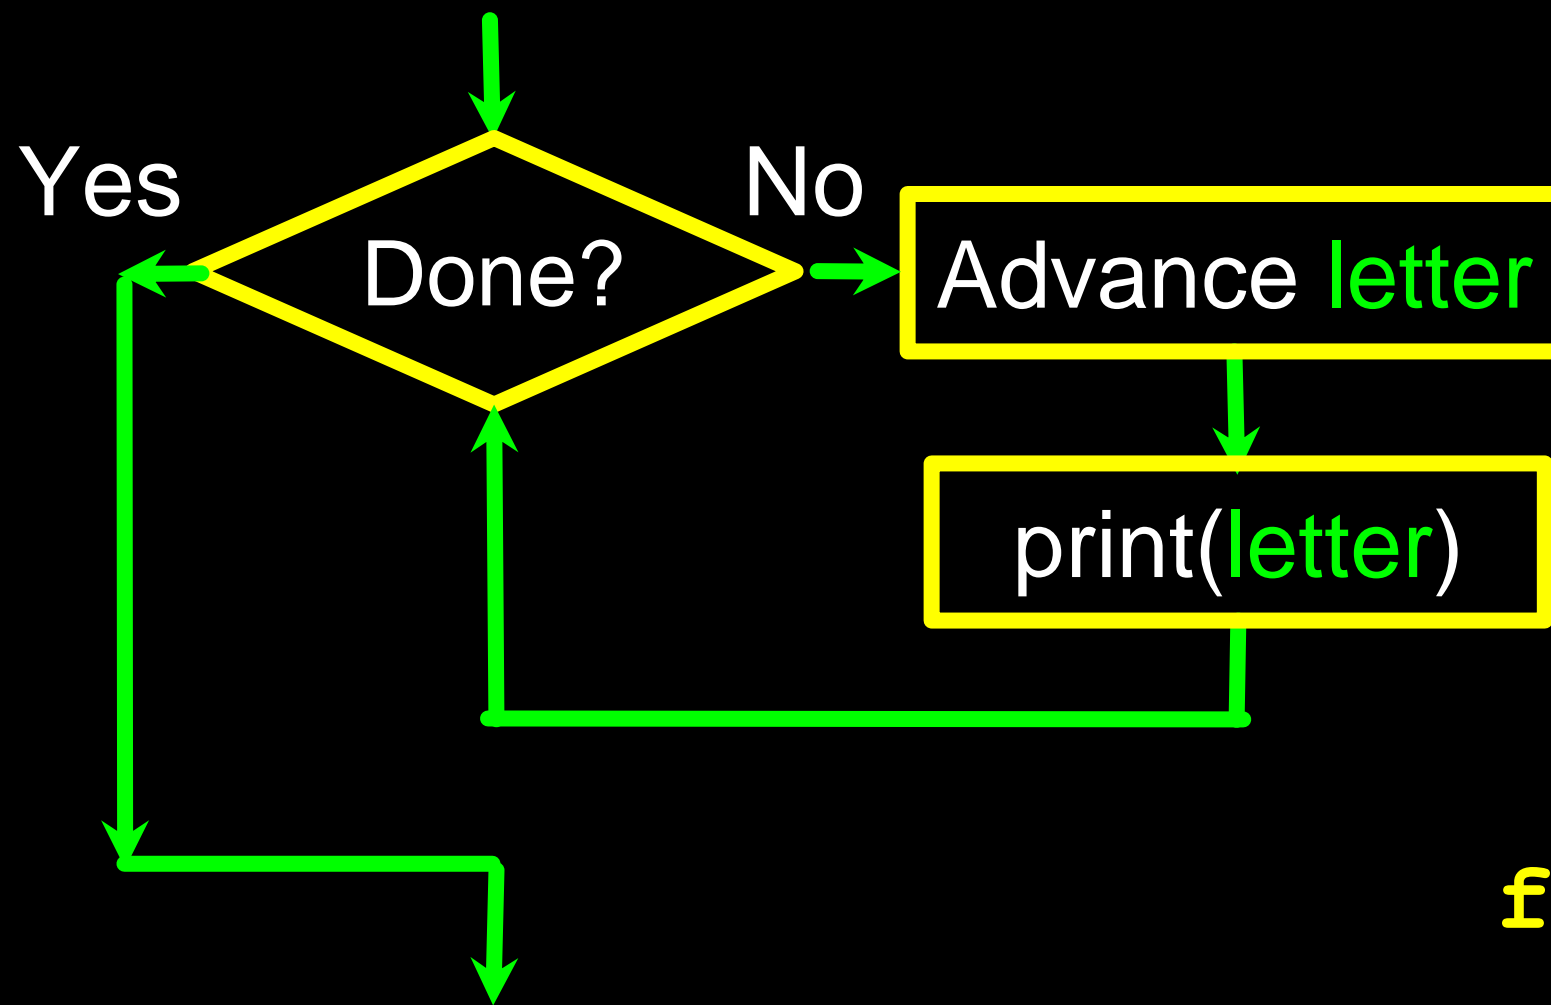 Yes
No
Done?
Advance letter
print(letter)
f